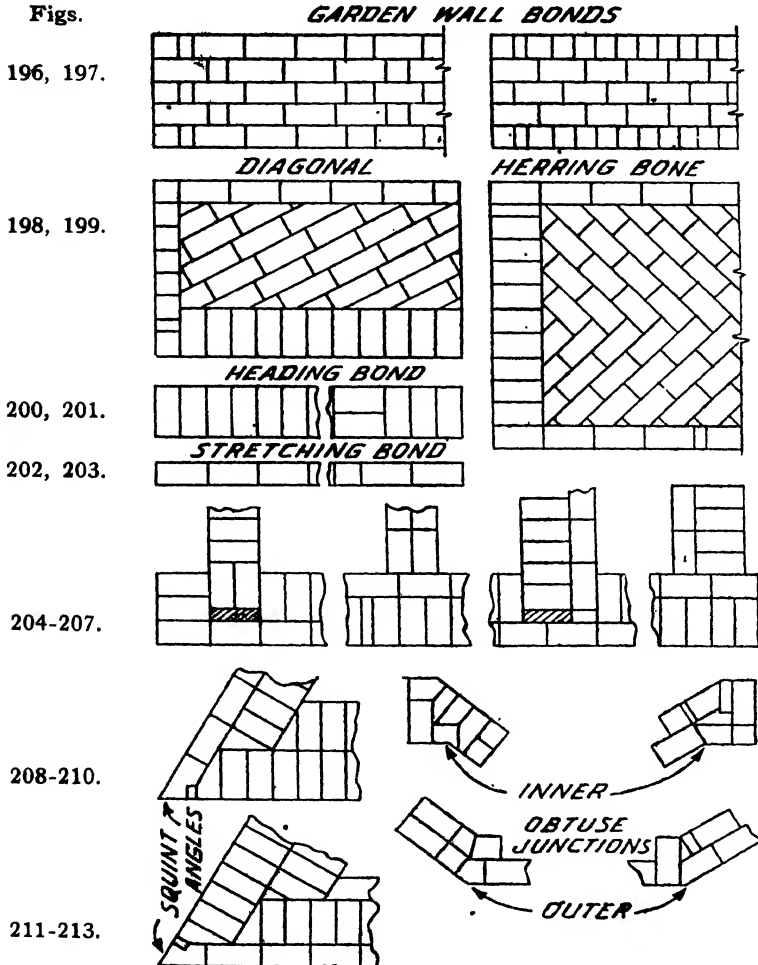 Figs.
GARDEN WALL BONDS
196, 197.
DIAGONAL
HERRING BONE
198, 199.
HEADING BOND
200, 201.
STRETCHING BOND
202, 203.
204-207.
208-210.
INNER
OBTUSE
JUNCTIONS
SQUINT
ANGLES
OUTER
211-213.